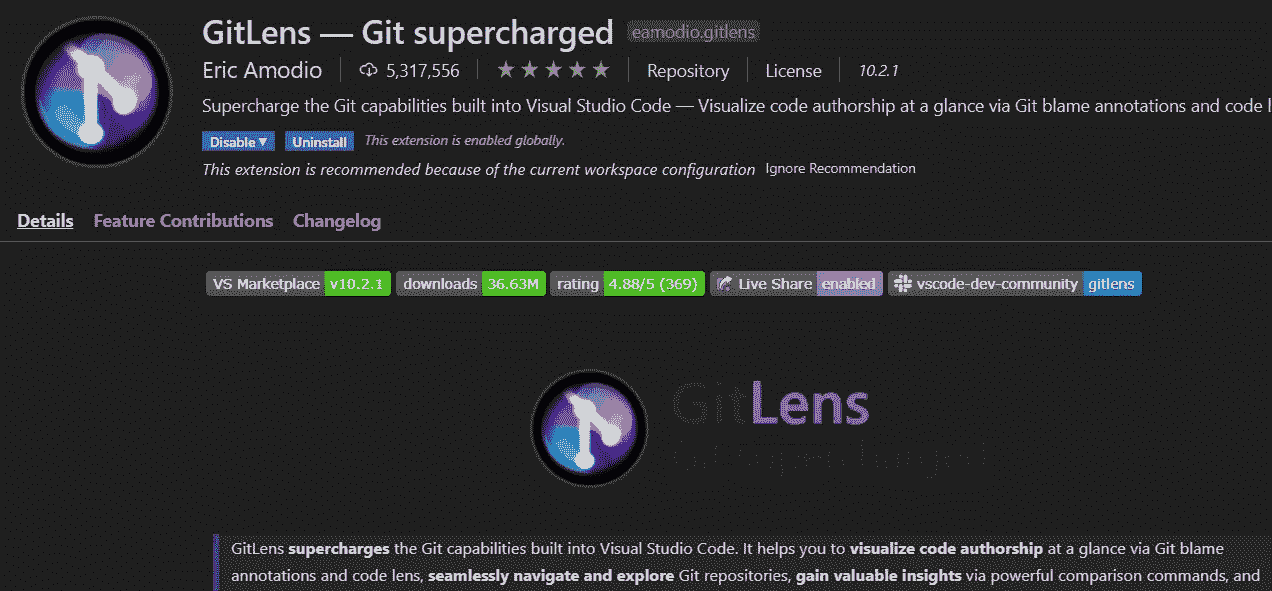 GitLens — Git supercharged eamodio.gitlens
Eric Amodio 5,317,556 Repository License 10.2.1
Supercharge the Git capabilities built into Visual Studio Code — Visualize code authorship at a glance via Git blame annotations and code
Disable Uninstall This extension is enabled globally.
This extension is recommended because of the current workspace configuration Ignore Recommendation
Details Feature Contributions Changelog
VS Marketplace v10.2.1 downloads 36.63M rating 4.88/5 (369) Live Share enabled vscode-dev-community gitlens
GitLens
GitLens supercharges the Git capabilities built into Visual Studio Code. It helps you to visualize code authorship at a glance via Git blame
annotations and code lens, seamlessly navigate and explore Git repositories, gain valuable insights via powerful comparison commands, and